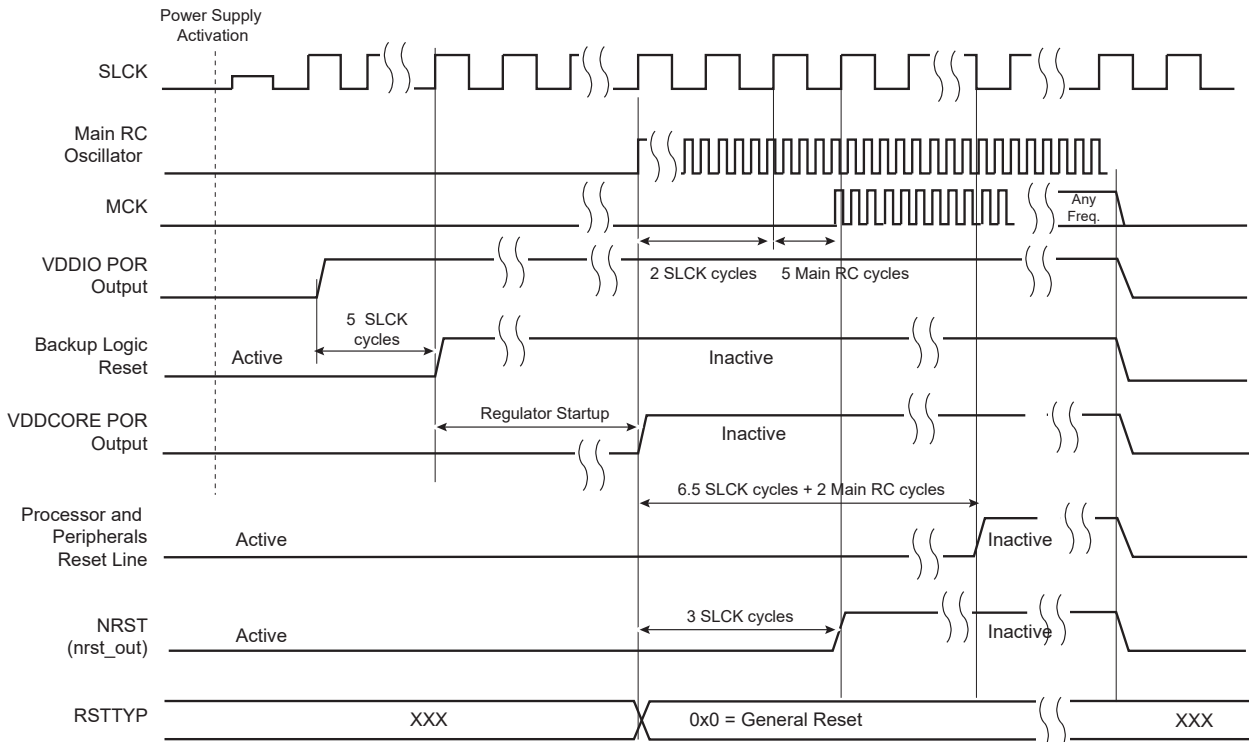 Power Supply
Activation
SLCK
Main RC
Oscillator
MCK
Any
Freq.
VDDIO POR
Output
2 SLCK cycles
5 Main RC cycles
5 SLCK
cycles
Backup Logic
Reset
Active
Inactive
VDDCORE POR
Output
Regulator Startup
Inactive
6.5 SLCK cycles + 2 Main RC cycles
Processor and
Peripherals
Reset Line
Active
Inactive
NRST
(nrst_out)
Active
3 SLCK cycles
Inactive
RSTTYP
XXX
0x0 = General Reset
XXX